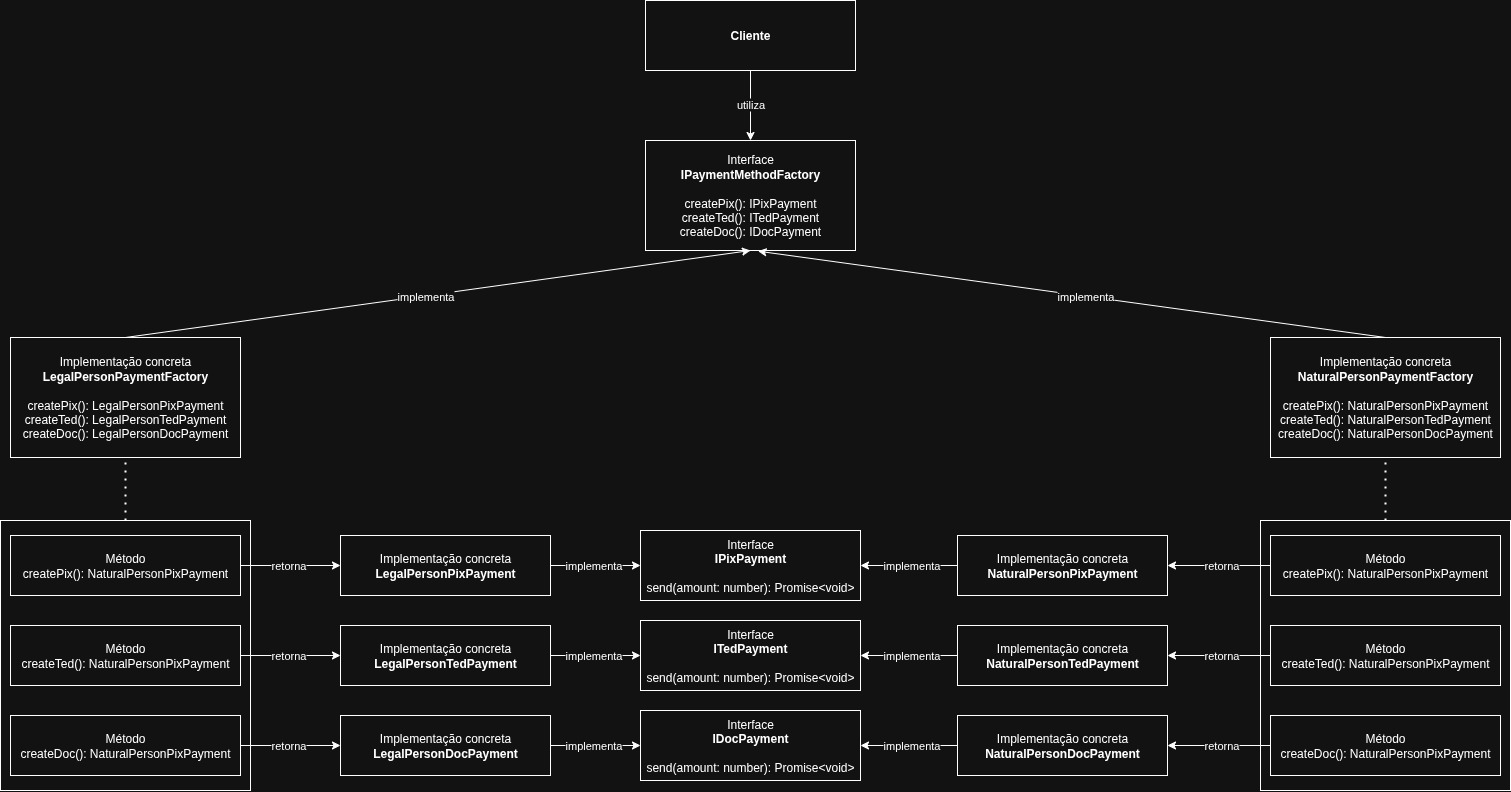 Cliente
utiliza
Interface
IPaymentMethodFactory
createPix(): IPixPayment
createTed(): ITedPayment
createDoc(): IDocPayment
implementa
implementa
Implementação concreta
LegalPersonPaymentFactory
createPix(): LegalPersonPixPayment
createTed(): LegalPersonTedPayment
createDoc(): LegalPersonDocPayment
Implementação concreta
NaturalPersonPaymentFactory
createPix(): NaturalPersonPixPayment
createTed(): NaturalPersonTedPayment
createDoc(): NaturalPersonDocPayment
Método
createPix(): NaturalPersonPixPayment
retorna
Implementação concreta
LegalPersonPixPayment
implementa
Interface
IPixPayment
send(amount: number): Promise<void>
implementa
Implementação concreta
NaturalPersonPixPayment
retorna
Método
createPix(): NaturalPersonPixPayment
Método
createTed(): NaturalPersonPixPayment
retorna
Implementação concreta
LegalPersonTedPayment
implementa
Interface
ITedPayment
send(amount: number): Promise<void>
implementa
Implementação concreta
NaturalPersonTedPayment
retorna
Método
createTed(): NaturalPersonPixPayment
Método
createDoc(): NaturalPersonPixPayment
retorna
Implementação concreta
LegalPersonDocPayment
implementa
Interface
IDocPayment
send(amount: number): Promise<void>
implementa
Implementação concreta
NaturalPersonDocPayment
retorna
Método
createDoc(): NaturalPersonPixPayment